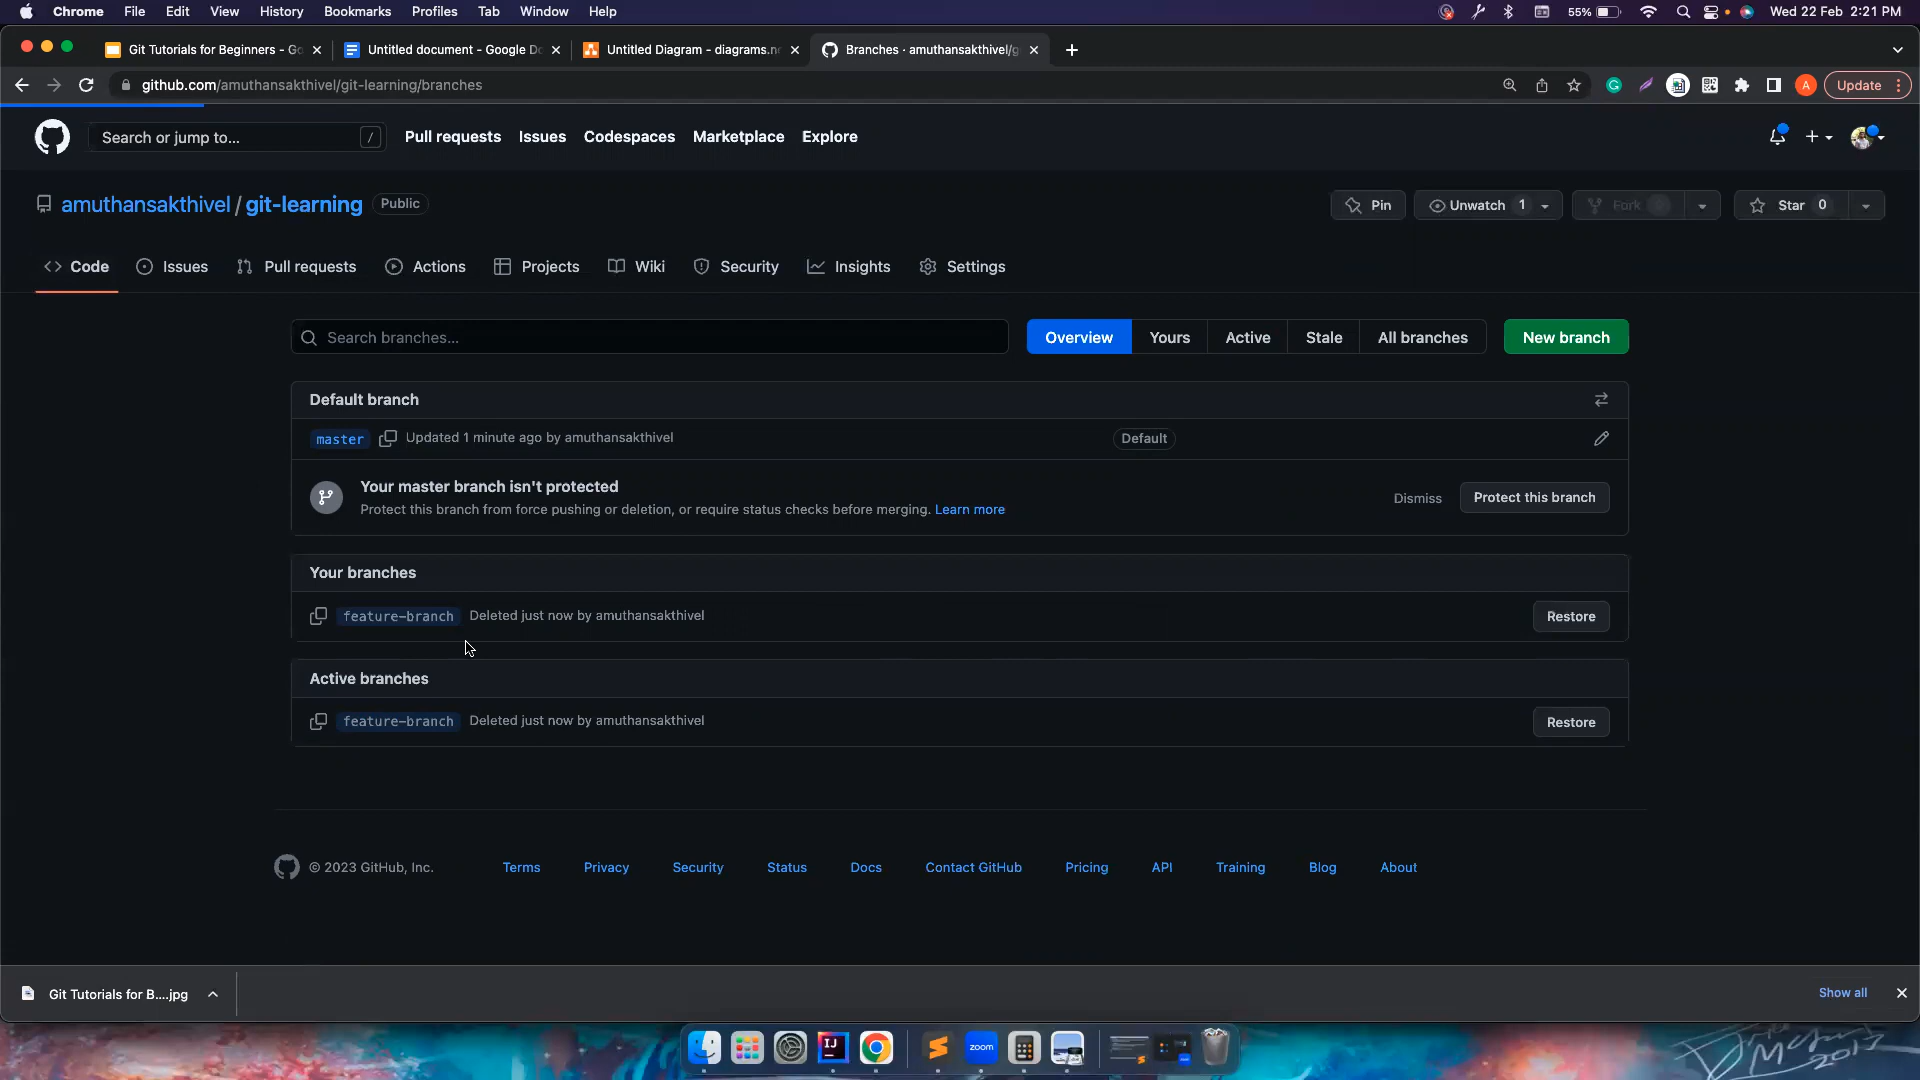 Chrome File Edit View History Bookmarks Profiles Tab Window Help 55% Wed 22 Feb 2:21 PM
Git Tutorials for Beginners - Go Untitled document - Google Do Untitled Diagram - diagrams.ne Branches · amuthansakthivel/g
github.com/amuthansakthivel/git-learning/branches A Update
Search or jump to... / Pull requests Issues Codespaces Marketplace Explore
amuthansakthivel / git-learning Public Pin Unwatch 1 Fork Star 0
Code Issues Pull requests Actions Projects Wiki Security Insights Settings
Search branches... Overview Yours Active Stale All branches New branch
Default branch
master Updated 1 minute ago by amuthansakthivel Default
Your master branch isn't protected
Protect this branch from force pushing or deletion, or require status checks before merging. Learn more Dismiss Protect this branch
Your branches
feature-branch Deleted just now by amuthansakthivel Restore
Active branches
feature-branch Deleted just now by amuthansakthivel Restore
© 2023 GitHub, Inc. Terms Privacy Security Status Docs Contact GitHub Pricing API Training Blog About
Git Tutorials for B....jpg Show all
IJ zoom
2017